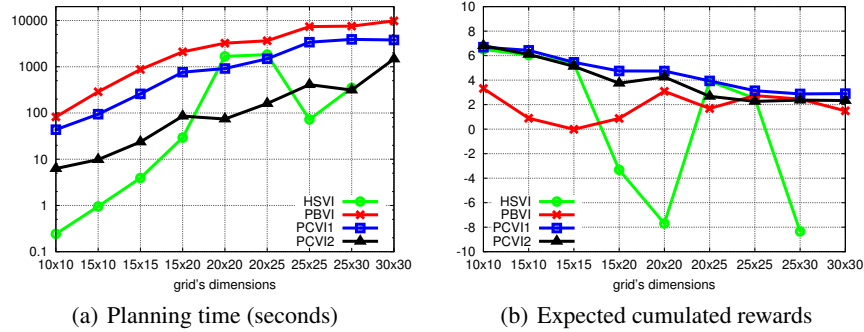 10000
1000
100
10
1
0.1
HSVI
PBVI
PCVI1
PCVI2
10x10 15x10 15x15 15x20 20x20 20x25 25x25 25x30 30x30
grid's dimensions
(a) Planning time (seconds)
10
8
6
4
2
0
-2
-4
-6
-8
-10
HSVI
PBVI
PCVI1
PCVI2
10x10 15x10 15x15 15x20 20x20 20x25 25x25 25x30 30x30
grid's dimensions
(b) Expected cumulated rewards